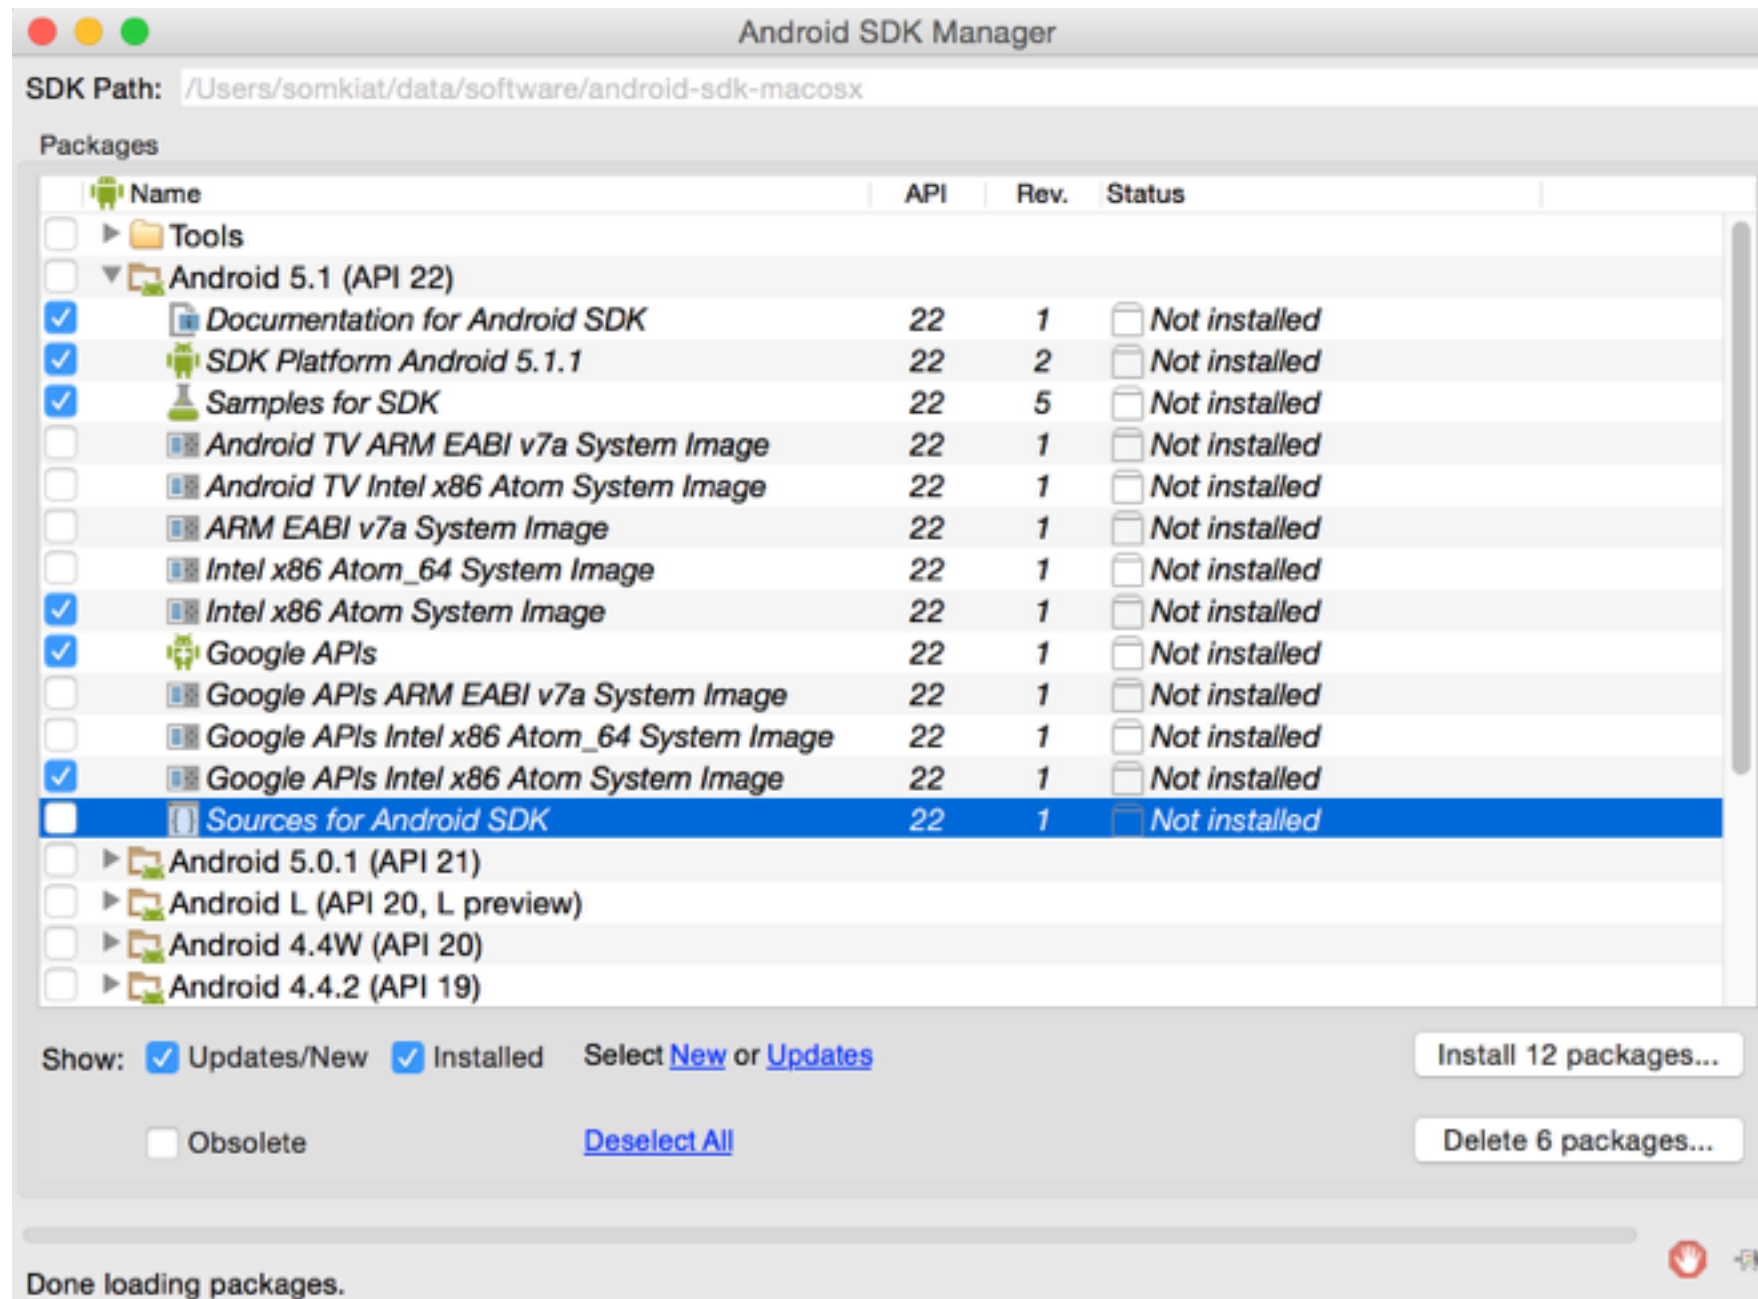 Android SDK Manager
SDK Path: /Users/somkiat/data/software/android-sdk-macosx
Packages
Name API Rev. Status
Tools
Android 5.1 (API 22)
Documentation for Android SDK 22 1 Not installed
SDK Platform Android 5.1.1 22 2 Not installed
Samples for SDK 22 5 Not installed
Android TV ARM EABI v7a System Image 22 1 Not installed
Android TV Intel x86 Atom System Image 22 1 Not installed
ARM EABI v7a System Image 22 1 Not installed
Intel x86 Atom_64 System Image 22 1 Not installed
Intel x86 Atom System Image 22 1 Not installed
Google APIs 22 1 Not installed
Google APIs ARM EABI v7a System Image 22 1 Not installed
Google APIs Intel x86 Atom_64 System Image 22 1 Not installed
Google APIs Intel x86 Atom System Image 22 1 Not installed
Sources for Android SDK 22 1 Not installed
Android 5.0.1 (API 21)
Android L (API 20, L preview)
Android 4.4W (API 20)
Android 4.4.2 (API 19)
Show: Updates/New Installed Select New or Updates Install 12 packages...
Obsolete Deselect All Delete 6 packages...
Done loading packages.